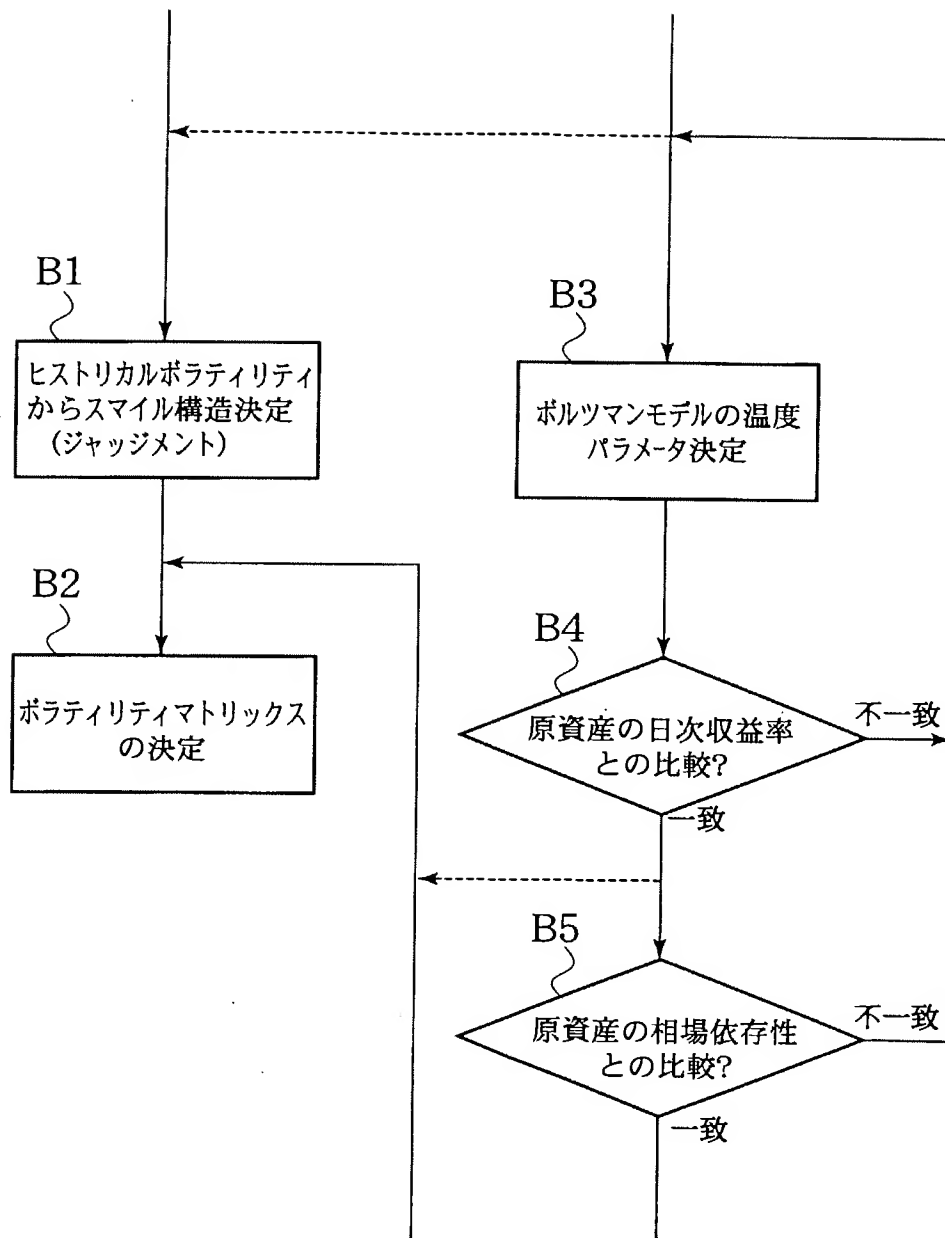 B1
ヒストリカルボラティリティ
からスマイル構造決定
(ジャッジメント)
B2
ボラティリティマトリックス
の決定
B3
ボルツマンモデルの温度
パラメータ決定
B4
原資産の日次収益率
との比較?
不一致
一致
B5
原資産の相場依存性
との比較?
不一致
一致